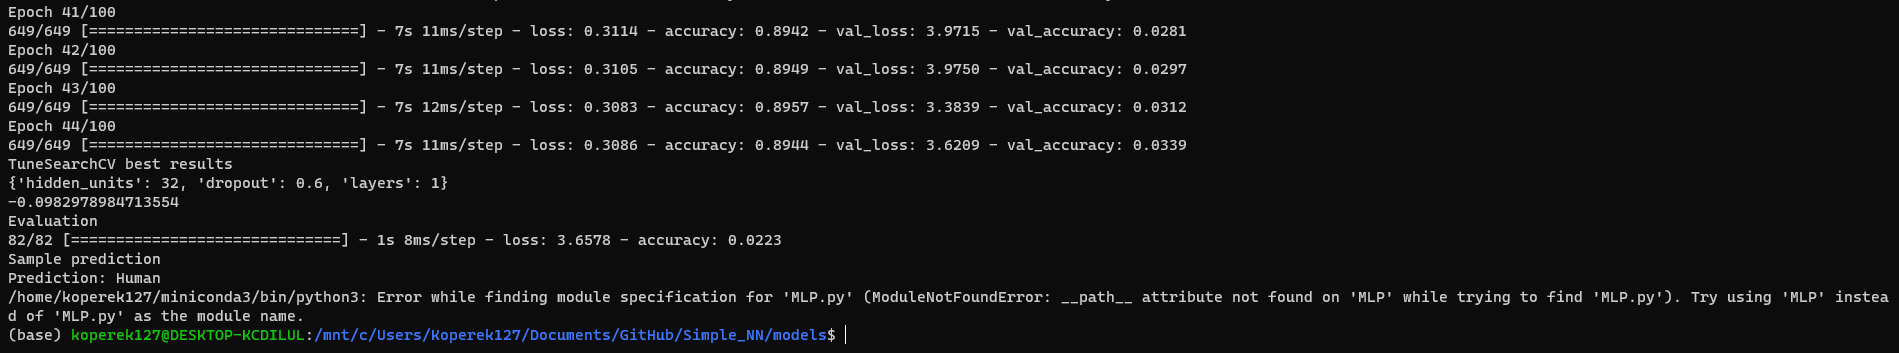 Epoch 41/100
649/649 [==============================] - 7s 11ms/step - loss: 0.3114 - accuracy: 0.8942 - val_loss: 3.9715 - val_accuracy: 0.0281
Epoch 42/100
649/649 [==============================] - 7s 11ms/step - loss: 0.3105 - accuracy: 0.8949 - val_loss: 3.9750 - val_accuracy: 0.0297
Epoch 43/100
649/649 [==============================] - 7s 12ms/step - loss: 0.3083 - accuracy: 0.8957 - val_loss: 3.3839 - val_accuracy: 0.0312
Epoch 44/100
649/649 [==============================] - 7s 11ms/step - loss: 0.3086 - accuracy: 0.8944 - val_loss: 3.6209 - val_accuracy: 0.0339
TuneSearchCV best results
{'hidden_units': 32, 'dropout': 0.6, 'layers': 1}
-0.0982978984713554
Evaluation
82/82 [==============================] - 1s 8ms/step - loss: 3.6578 - accuracy: 0.0223
Sample prediction
Prediction: Human
/home/koperek127/miniconda3/bin/python3: Error while finding module specification for 'MLP.py' (ModuleNotFoundError: __path__ attribute not found on 'MLP' while trying to find 'MLP.py'). Try using 'MLP' instea
d of 'MLP.py' as the module name.
(base) koperek127@DESKTOP-KCDILUL:/mnt/c/Users/Koperek127/Documents/GitHub/Simple_NN/models$